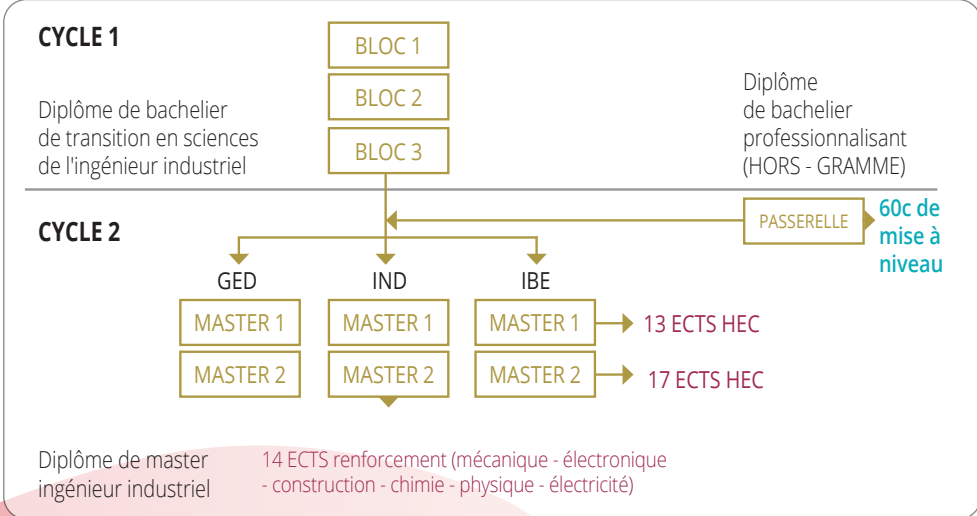 CYCLE 1
BLOC 1
BLOC 2
BLOC 3
Diplôme de bachelier
de transition en sciences
de l'ingénieur industriel
Diplôme
de bachelier
professionnalisant
(HORS - GRAMME)
CYCLE 2
PASSERELLE
60c de
mise à
niveau
GED
IND
IBE
MASTER 1
MASTER 1
MASTER 1
13 ECTS HEC
MASTER 2
MASTER 2
MASTER 2
17 ECTS HEC
Diplôme de master
ingénieur industriel
14 ECTS renforcement (mécanique - électronique
- construction - chimie - physique - électricité)